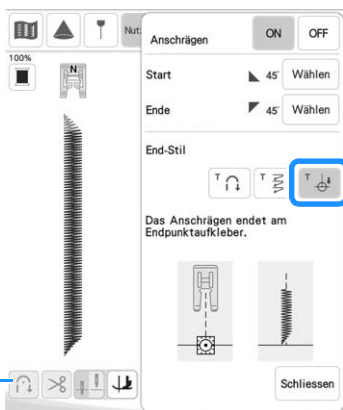 Nut
Anschrägen
ON
OFF
100%
N
Start
45°
Wählen
Ende
45°
Wählen
End-Stil
T
T
T
Das Anschrägen endet am
Endpunktaufkleber.
Schliessen